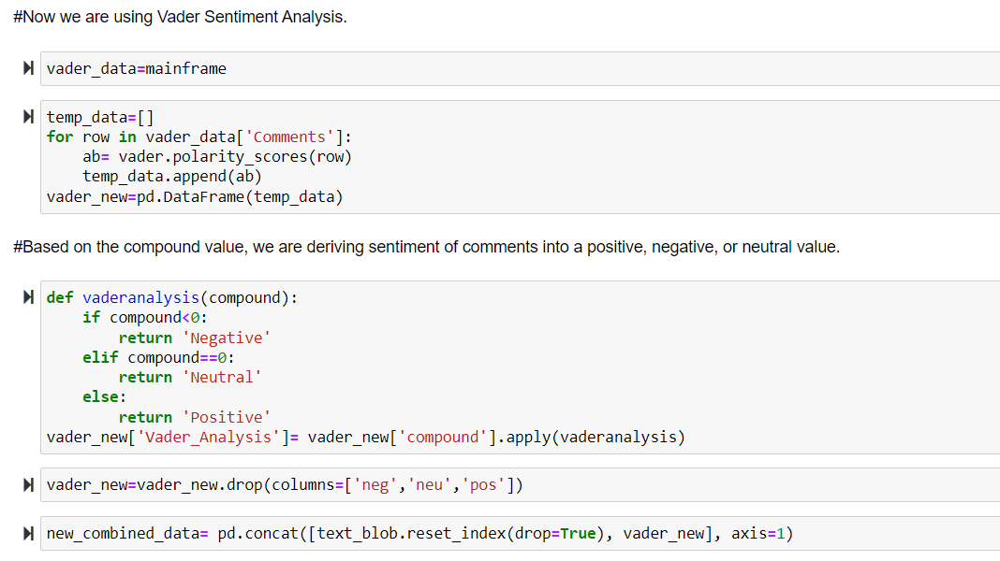 #Now we are using Vader Sentiment Analysis.
vader_data=mainframe
temp_data=[]
for row in vader_data['Comments']:
    ab= vader.polarity_scores(row)
    temp_data.append(ab)
vader_new=pd.DataFrame(temp_data)
#Based on the compound value, we are deriving sentiment of comments into a positive, negative, or neutral value.
def vaderanalysis(compound):
    if compound<0:
        return 'Negative'
    elif compound==0:
        return 'Neutral'
    else:
        return 'Positive'
vader_new['Vader_Analysis']= vader_new['compound'].apply(vaderanalysis)
vader_new=vader_new.drop(columns=['neg','neu','pos'])
new_combined_data= pd.concat([text_blob.reset_index(drop=True), vader_new], axis=1)